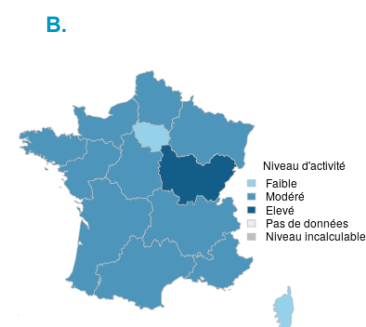 B.
Niveau d'activité
Faible
Modéré
Elevé
Pas de données
Niveau incalculable